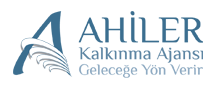 AHİLER
Kalkınma Ajansı
Geleceğe Yön Verir